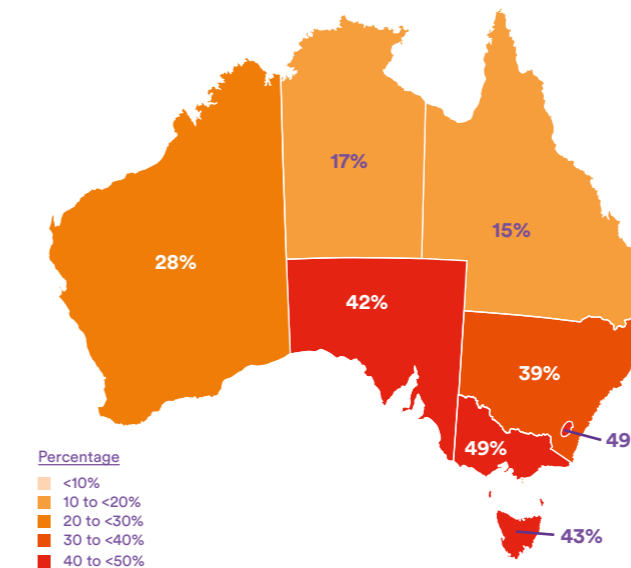 17%
15%
28%
42%
39%
49
49%
43%
Percentage
<10%
10 to <20%
20 to <30%
30 to <40%
40 to <50%